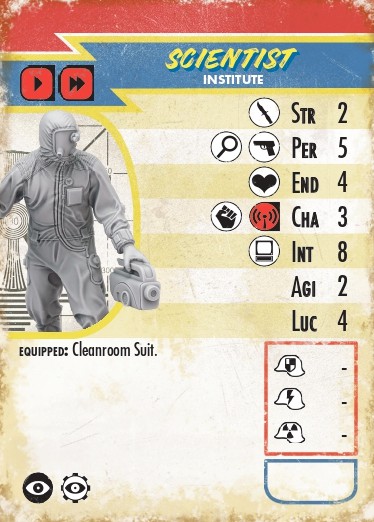 SCIENTIST
INSTITUTE
STR 2
PER 5
END 4
CHA 3
INT 8
AGI 2
LUC 4
EQUIPPED: Cleanroom Suit.
-
-
-